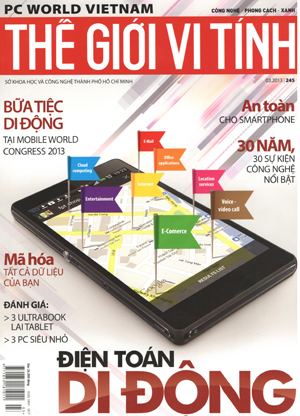 PC WORLD VIETNAM
CÔNG NGHỆ - PHONG CÁCH - XANH
THẾ GIỚI VI TÍNH
SỞ KHOA HỌC VÀ CÔNG NGHỆ THÀNH PHỐ HỒ CHÍ MINH
03.2013 245
BỮA TIỆC
DI ĐỘNG
TẠI MOBILE WORLD
CONGRESS 2013
An toàn
CHO SMARTPHONE
30 NĂM,
30 SỰ KIỆN
CÔNG NGHỆ
NỔI BẬT
E-Mail
Office
applications
Cloud
computing
Location
services
Entertainment
Internet
Voice -
video call
E-Comerce
RESULTS LIST
Mã hóa
TẤT CẢ DỮ LIỆU
CỦA BẠN
ĐÁNH GIÁ:
> 3 ULTRABOOK
LAI TABLET
> 3 PC SIÊU NHỎ
ĐIỆN TOÁN
DI ĐỘNG